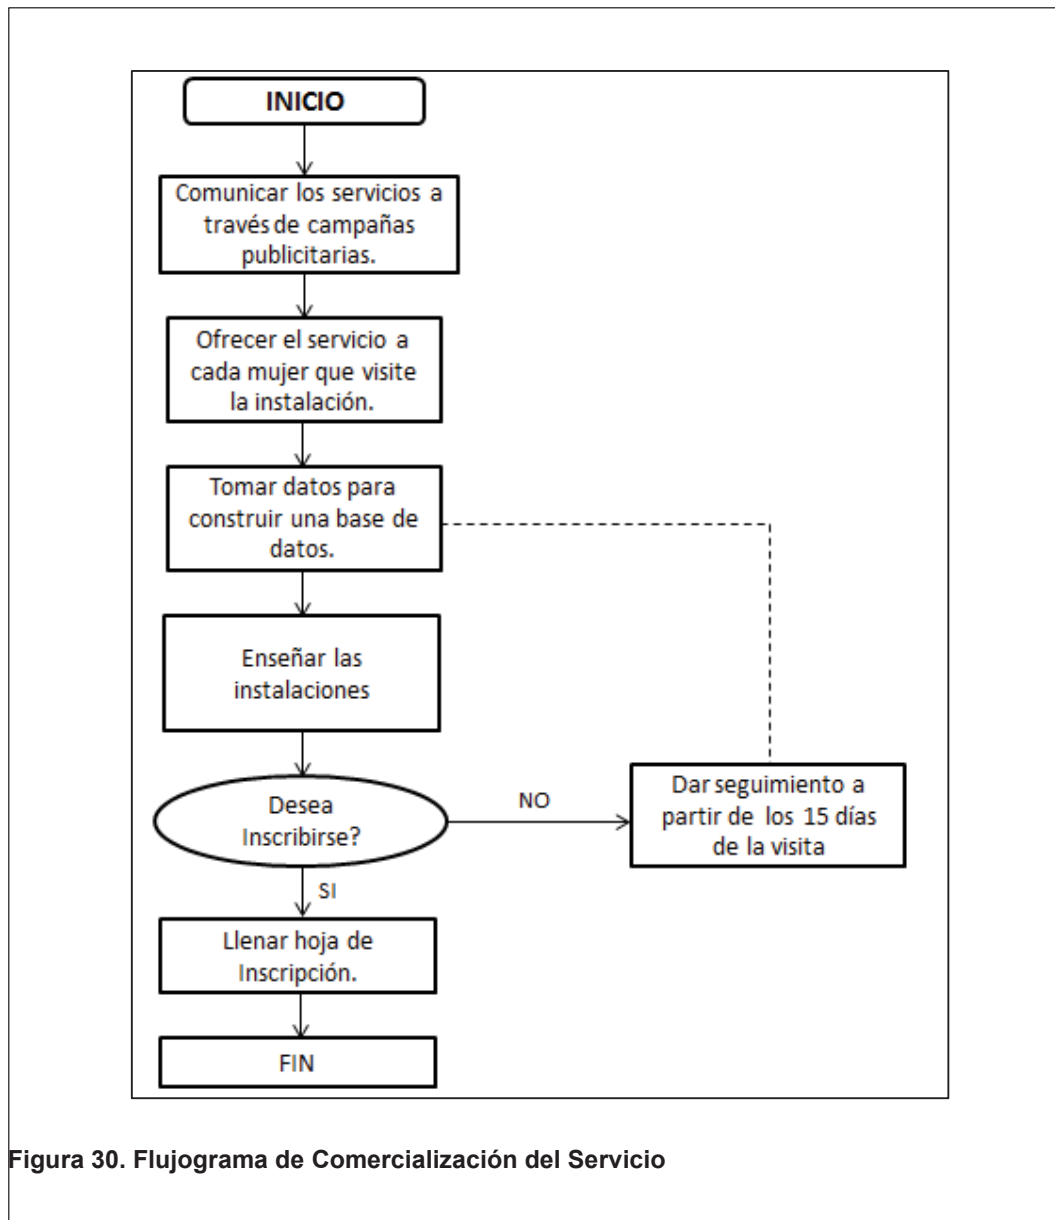 INICIO
Comunicar los servicios a
través de campañas
publicitarias.
Ofrecer el servicio a
cada mujer que visite
la instalación.
Tomar datos para
construir una base de
datos.
Enseñar las
instalaciones
Desea
Inscribirse?
NO
Dar seguimiento a
partir de los 15 días
de la visita
SI
Llenar hoja de
Inscripción.
FIN
Figura 30. Flujograma de Comercialización del Servicio